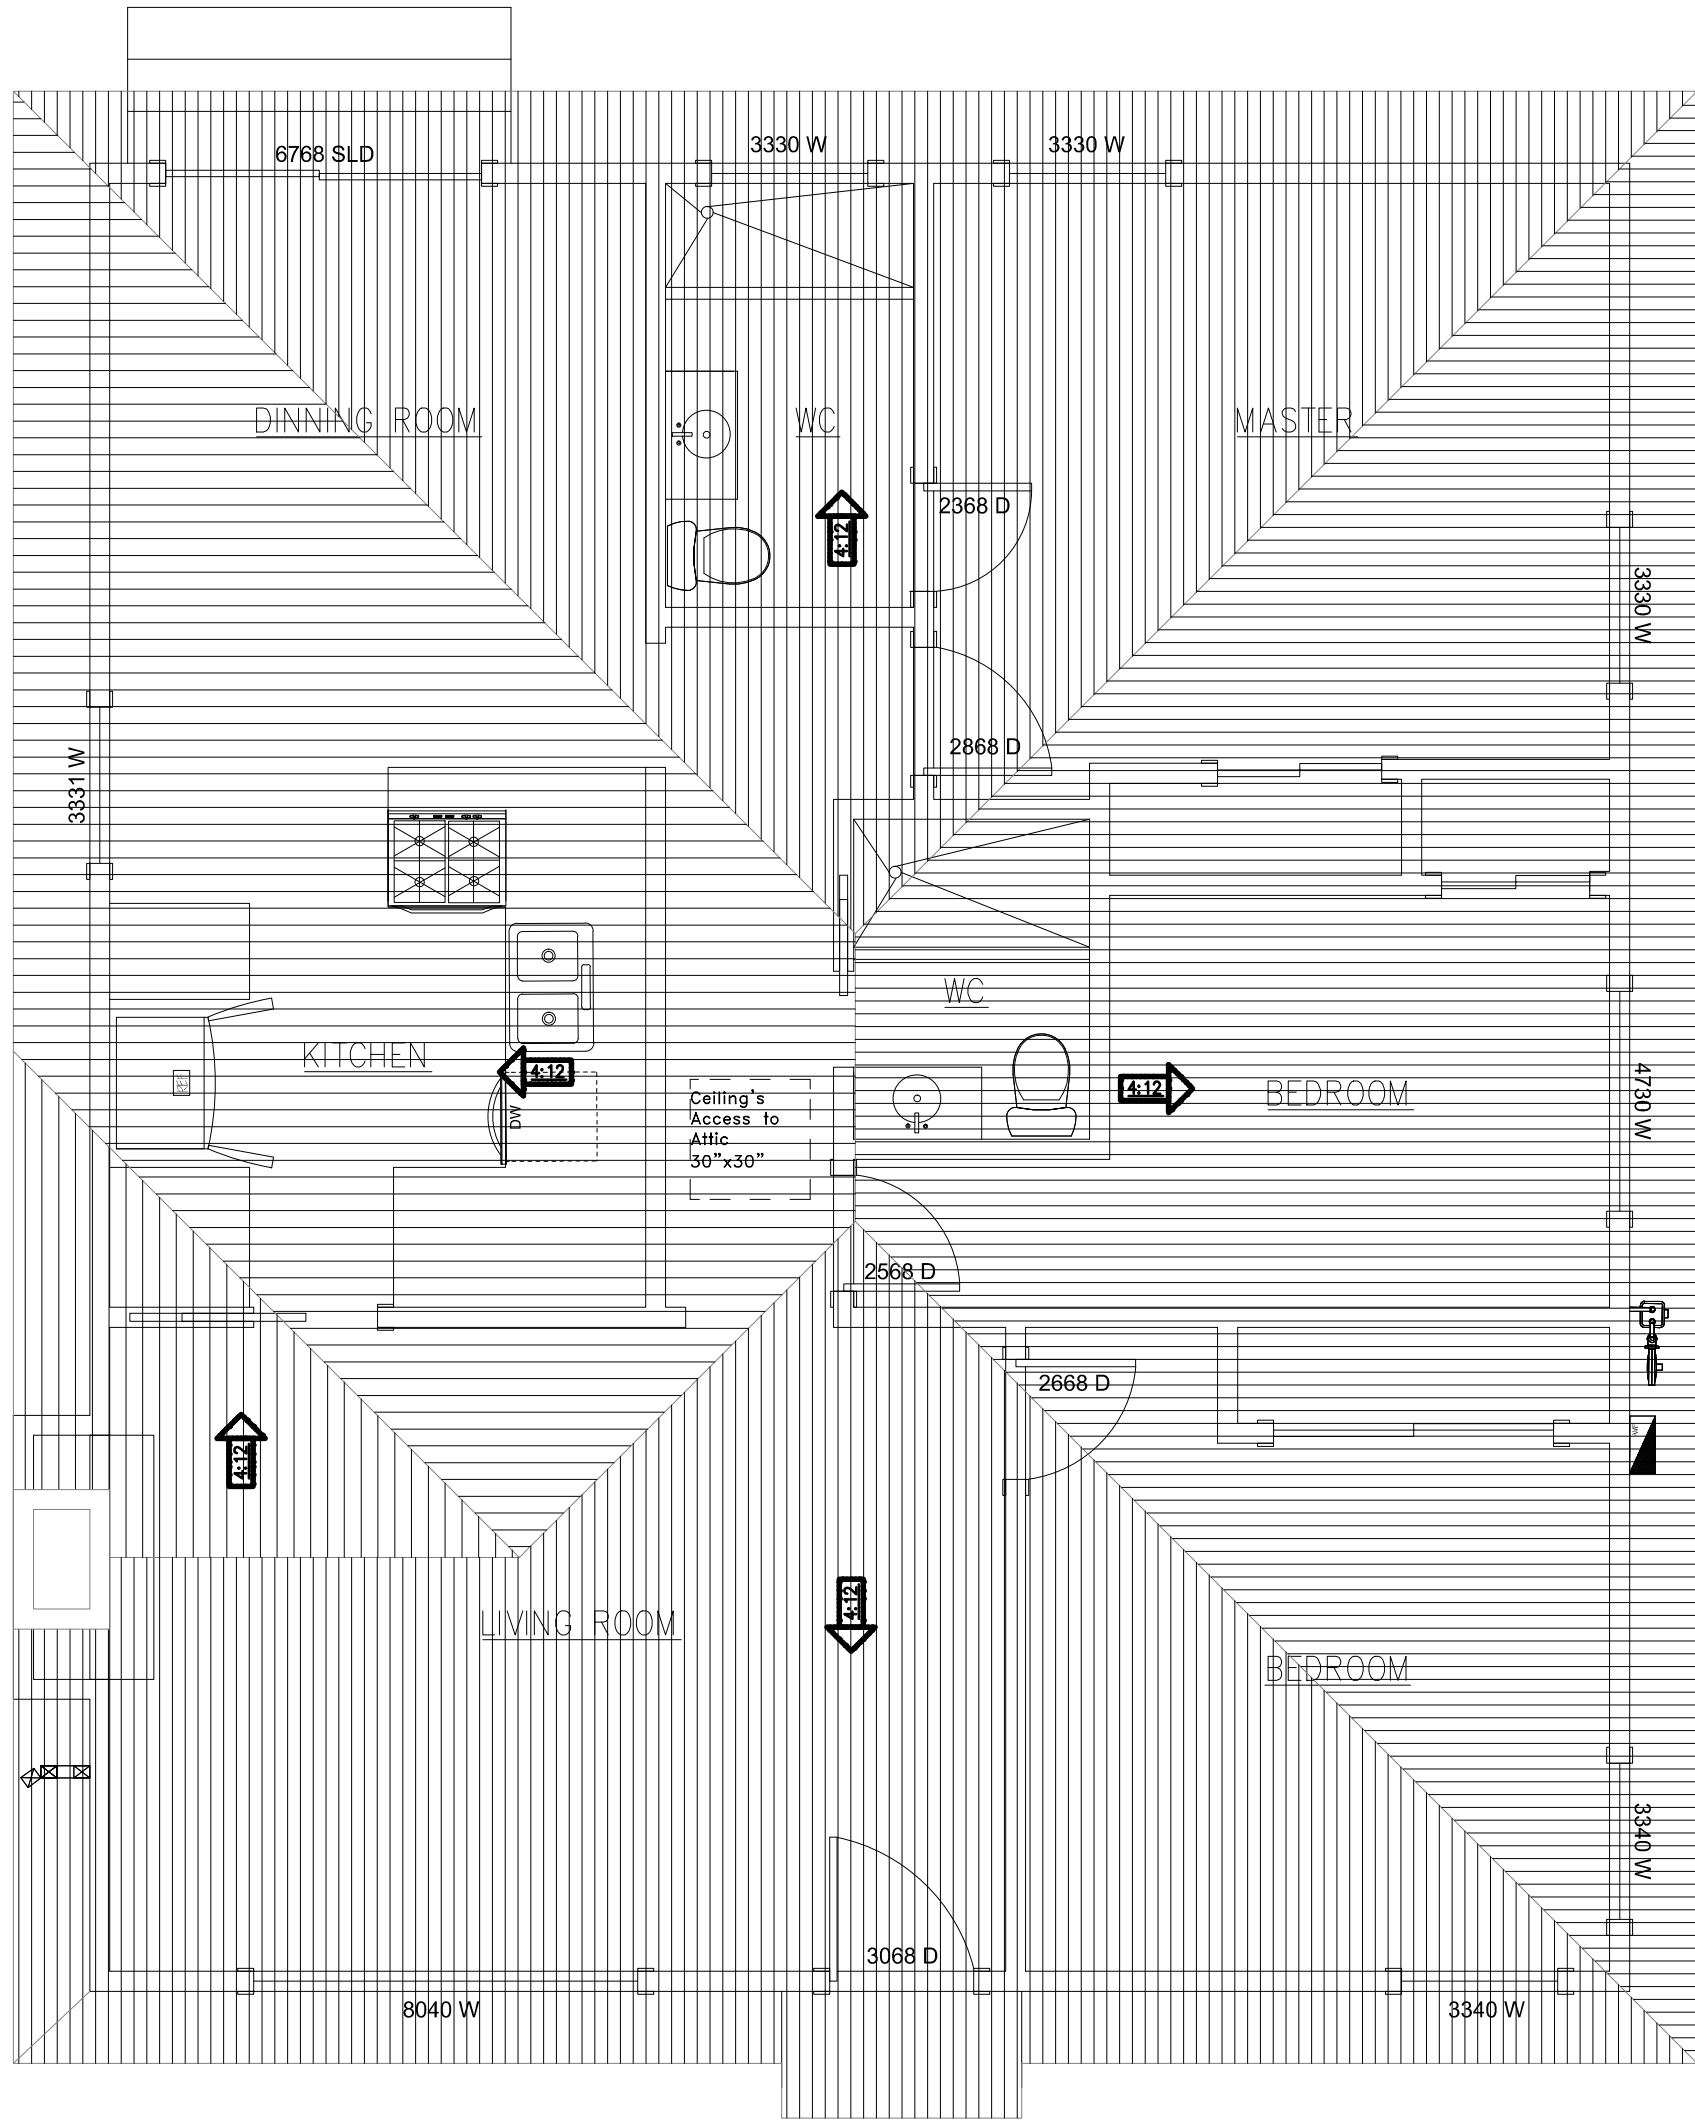 6768 SLD
3330 W
3330 W
DINNING ROOM
WC
MASTER
4:12
2368 D
3330 W
2868 D
3331 W
WC
KITCHEN
4:12
REF
DW
Ceiling's
Access to
Attic
30"x30"
4:12
BEDROOM
4730 W
2568 D
2668 D
4:12
4:12
LIVING ROOM
BEDROOM
3340 W
3068 D
8040 W
3340 W